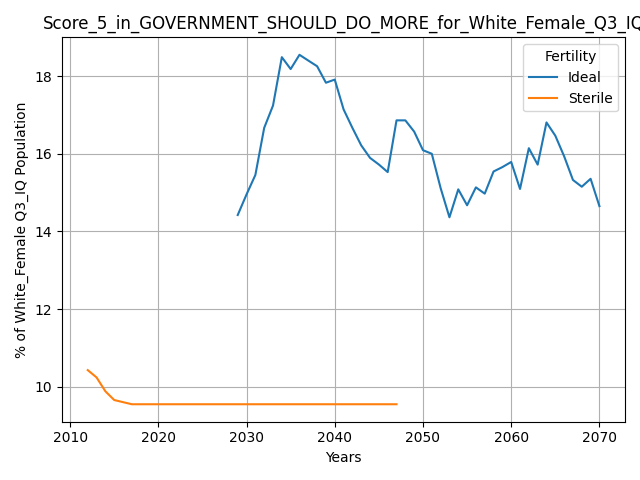 Score_5_in_GOVERNMENT_SHOULD_DO_MORE_for_White_Female_Q3_IQ
Fertility
Ideal
Sterile
% of White_Female Q3_IQ Population
18
16
14
12
10
2010 2020 2030 2040 2050 2060 2070
Years